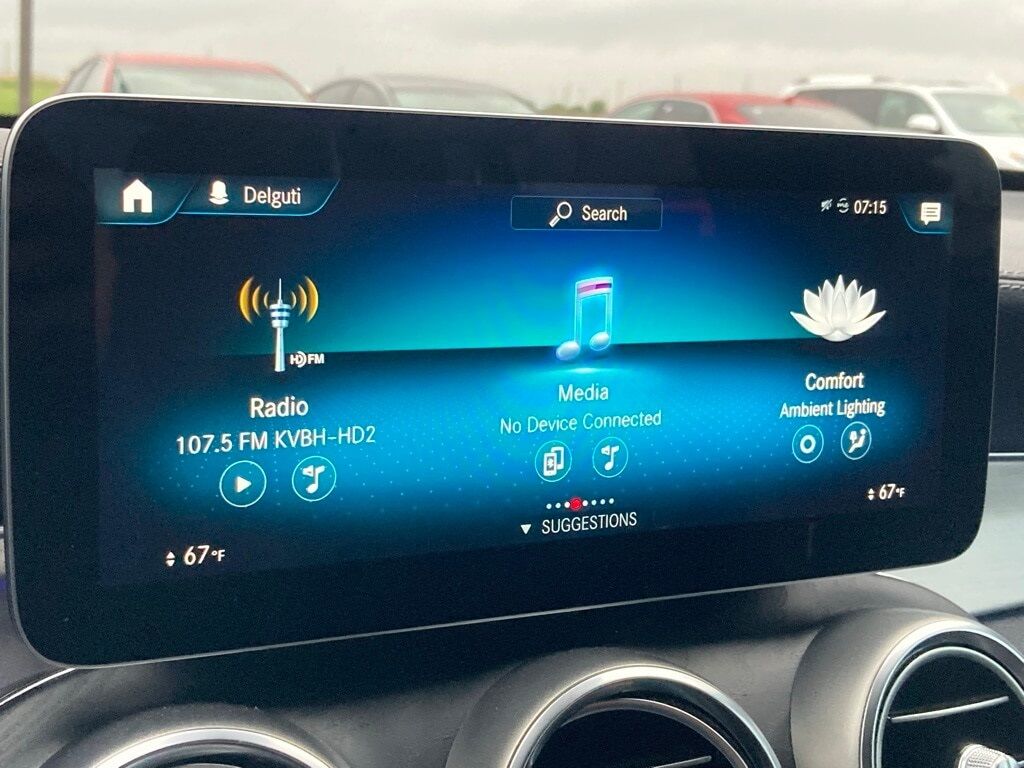 Delguti
Search
07:15
HD FM
Radio
107.5 FM KVBH-HD2
Media
No Device Connected
Comfort
Ambient Lighting
SUGGESTIONS
67°F
67°F